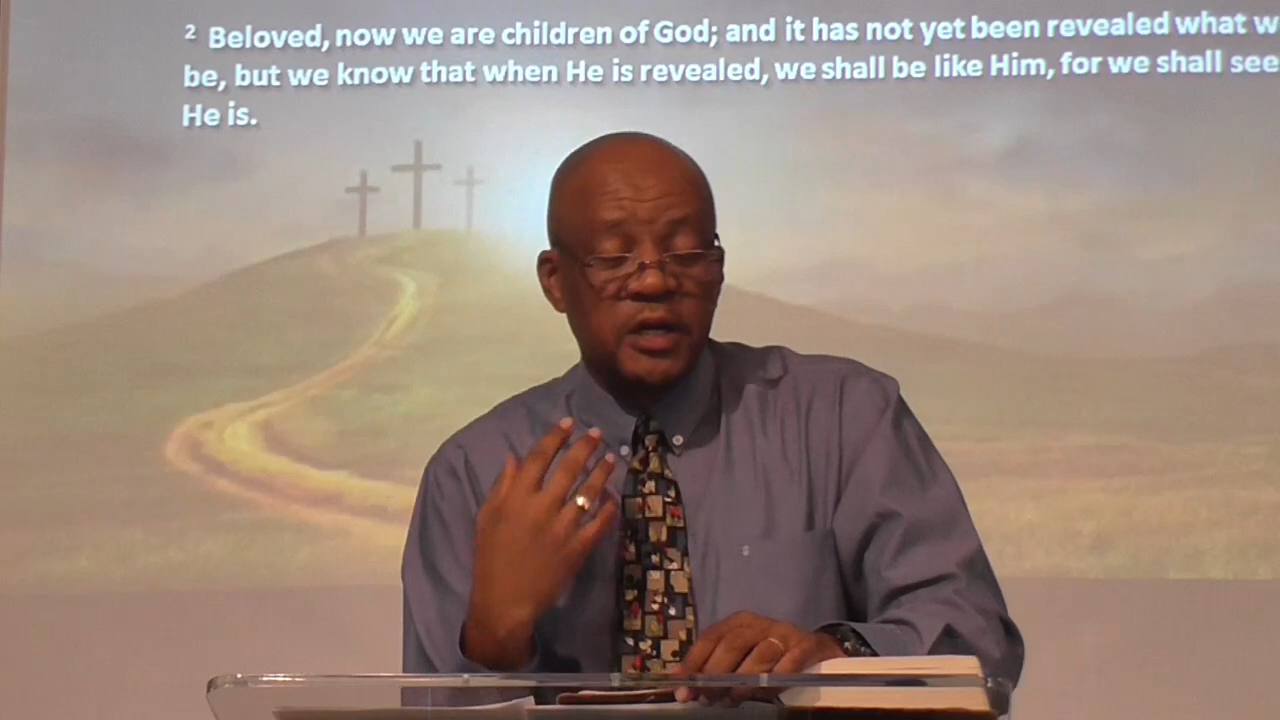 2 Beloved, now we are children of God; and it has not yet been revealed what w
be, but we know that when He is revealed, we shall be like Him, for we shall see
He is.